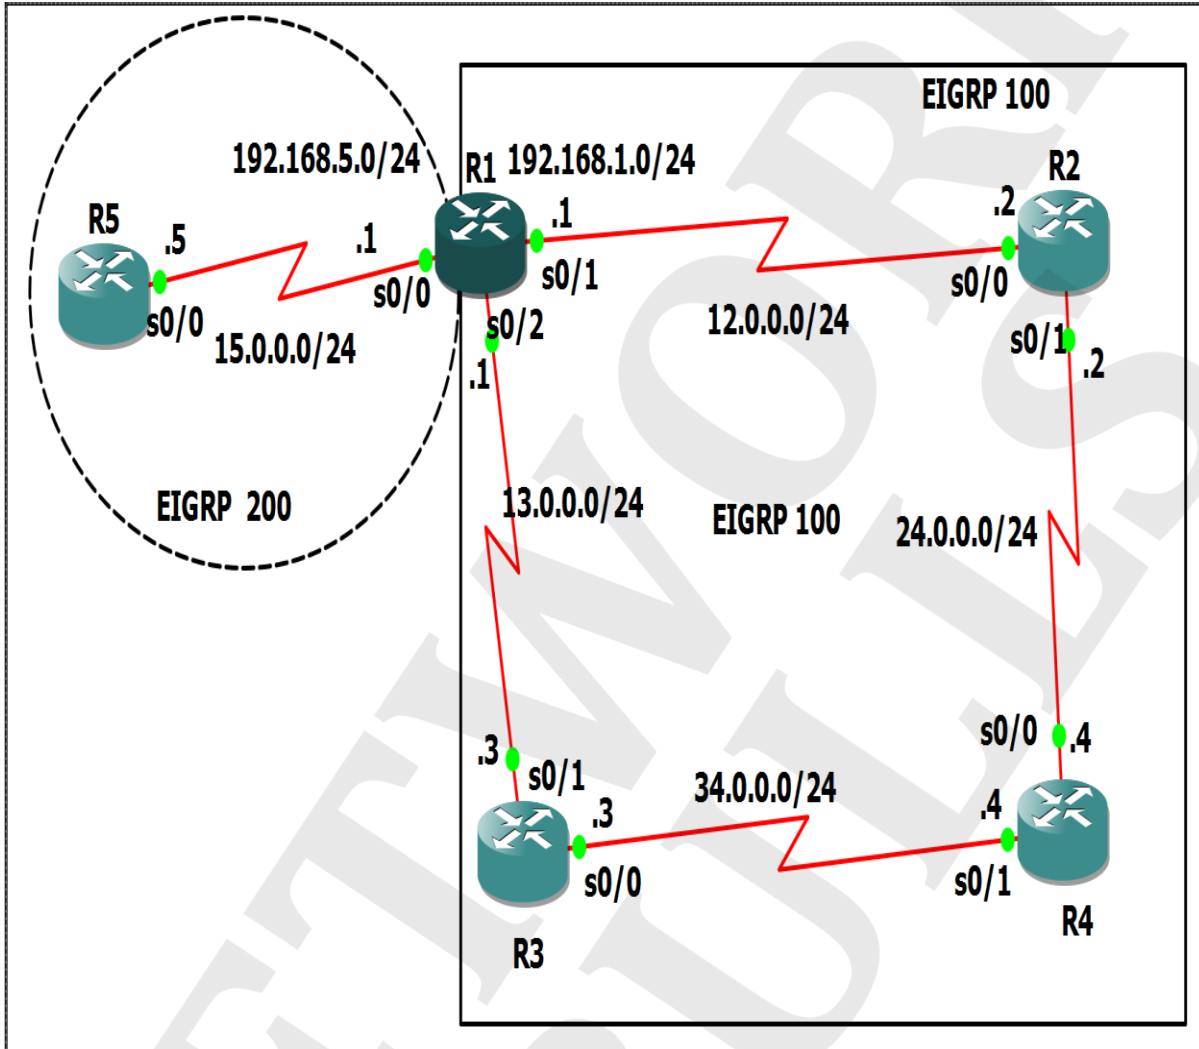 EIGRP 100
192.168.5.0/24
R1
192.168.1.0/24
R2
R5
.5
.1
.1
.2
s0/0
s0/0
s0/1
s0/0
15.0.0.0/24
s0/2
12.0.0.0/24
s0/1
.1
.2
EIGRP 200
13.0.0.0/24
EIGRP 100
24.0.0.0/24
s0/0
.4
.3
s0/1
34.0.0.0/24
.3
.4
s0/0
s0/1
R3
R4